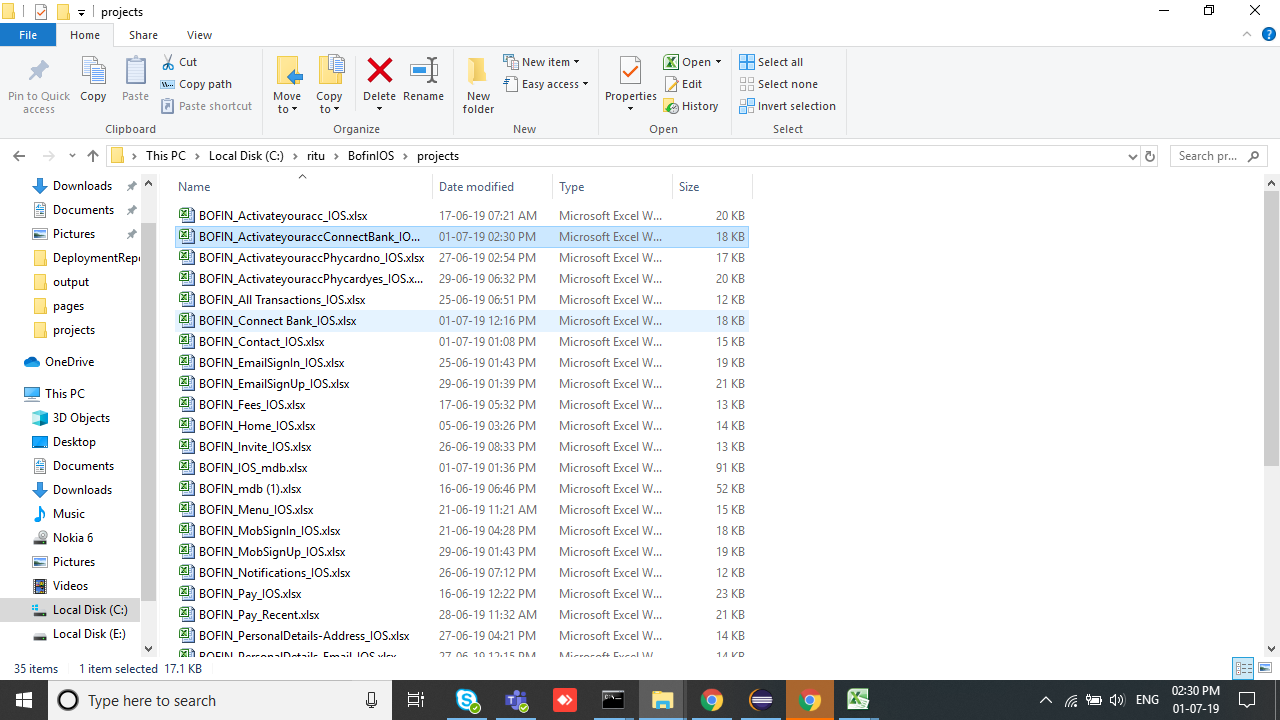 projects
File Home Share View
Pin to Quick access
Copy
Paste
Cut
Copy path
Paste shortcut
Clipboard
Move to
Copy to
Delete
Rename
Organize
New folder
New item
Easy access
New
Properties
Open
Edit
History
Open
Select all
Select none
Invert selection
Select
This PC Local Disk (C:) ritu BofinIOS projects
Search pr...
Downloads
Documents
Pictures
DeploymentRepo
output
pages
projects
OneDrive
This PC
3D Objects
Desktop
Documents
Downloads
Music
Nokia 6
Pictures
Videos
Local Disk (C:)
Local Disk (E:)
Name Date modified Type Size
BOFIN_Activateyouracc_IOS.xlsx 17-06-19 07:21 AM Microsoft Excel W... 20 KB
BOFIN_ActivateyouraccConnectBank_IO... 01-07-19 02:30 PM Microsoft Excel W... 18 KB
BOFIN_ActivateyouraccPhycardno_IOS.xlsx 27-06-19 02:54 PM Microsoft Excel W... 17 KB
BOFIN_ActivateyouraccPhycardyes_IOS.x... 29-06-19 06:32 PM Microsoft Excel W... 20 KB
BOFIN_All Transactions_IOS.xlsx 25-06-19 06:51 PM Microsoft Excel W... 12 KB
BOFIN_Connect Bank_IOS.xlsx 01-07-19 12:16 PM Microsoft Excel W... 18 KB
BOFIN_Contact_IOS.xlsx 01-07-19 01:08 PM Microsoft Excel W... 15 KB
BOFIN_EmailSignIn_IOS.xlsx 25-06-19 01:43 PM Microsoft Excel W... 19 KB
BOFIN_EmailSignUp_IOS.xlsx 29-06-19 01:39 PM Microsoft Excel W... 21 KB
BOFIN_Fees_IOS.xlsx 17-06-19 05:32 PM Microsoft Excel W... 13 KB
BOFIN_Home_IOS.xlsx 05-06-19 03:26 PM Microsoft Excel W... 14 KB
BOFIN_Invite_IOS.xlsx 26-06-19 08:33 PM Microsoft Excel W... 13 KB
BOFIN_IOS_mdb.xlsx 01-07-19 01:36 PM Microsoft Excel W... 91 KB
BOFIN_mdb (1).xlsx 16-06-19 06:46 PM Microsoft Excel W... 52 KB
BOFIN_Menu_IOS.xlsx 21-06-19 11:21 AM Microsoft Excel W... 15 KB
BOFIN_MobSignIn_IOS.xlsx 21-06-19 04:28 PM Microsoft Excel W... 18 KB
BOFIN_MobSignUp_IOS.xlsx 29-06-19 01:43 PM Microsoft Excel W... 19 KB
BOFIN_Notifications_IOS.xlsx 26-06-19 07:12 PM Microsoft Excel W... 12 KB
BOFIN_Pay_IOS.xlsx 16-06-19 12:22 PM Microsoft Excel W... 23 KB
BOFIN_Pay_Recent.xlsx 28-06-19 11:32 AM Microsoft Excel W... 21 KB
BOFIN_PersonalDetails-Address_IOS.xlsx 27-06-19 04:21 PM Microsoft Excel W... 14 KB
BOFIN_PersonalDetails-Email_IOS.xlsx 27-06-19 12:15 PM Microsoft Excel W... 14 KB
35 items 1 item selected 17.1 KB
Type here to search
ENG
02:30 PM
01-07-19